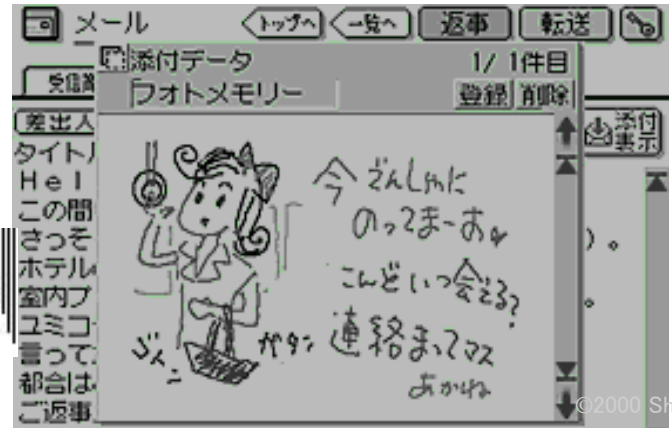 メール
トップへ
一覧へ
返事
転送
添付データ
1/ 1件目
フォトメモリー
登録
削除
受信
差出人
添付
表示
タイトル
Hel
この間
さっそ
ホテル
室内プ
ユミコ
言って
都合は
ご返事
今 でんしゃに
のってまーす
こんど いつ会える?
連絡まってマス
あかね
ガタン
©2000 SH